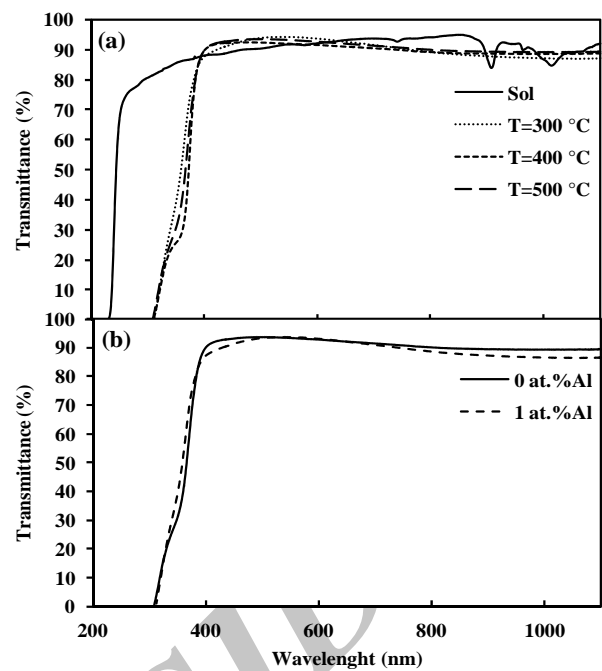 (a)
Transmittance (%)
100
90
80
70
60
50
40
30
20
10
Sol
T=300 °C
T=400 °C
T=500 °C
(b)
Transmittance (%)
100
90
80
70
60
50
40
30
20
10
0
0 at.%Al
1 at.%Al
200 400 600 800 1000
Wavelenght (nm)